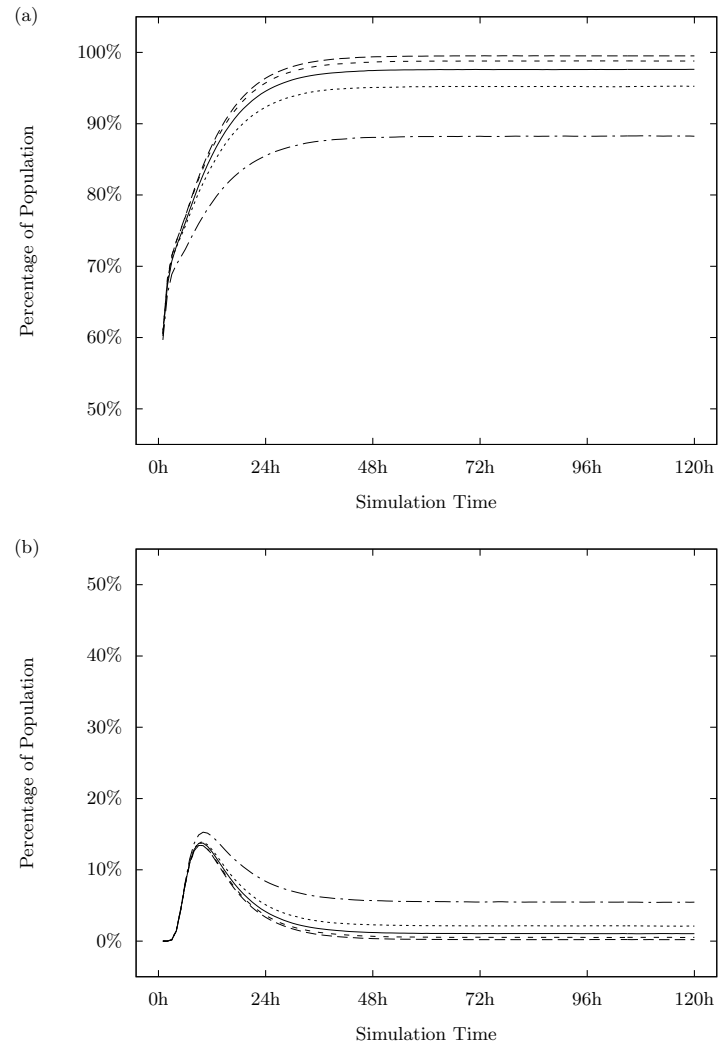 (a)
100%
90%
80%
70%
60%
50%
Percentage of Population
0h 24h 48h 72h 96h 120h
Simulation Time
(b)
50%
40%
30%
20%
10%
0%
Percentage of Population
0h 24h 48h 72h 96h 120h
Simulation Time